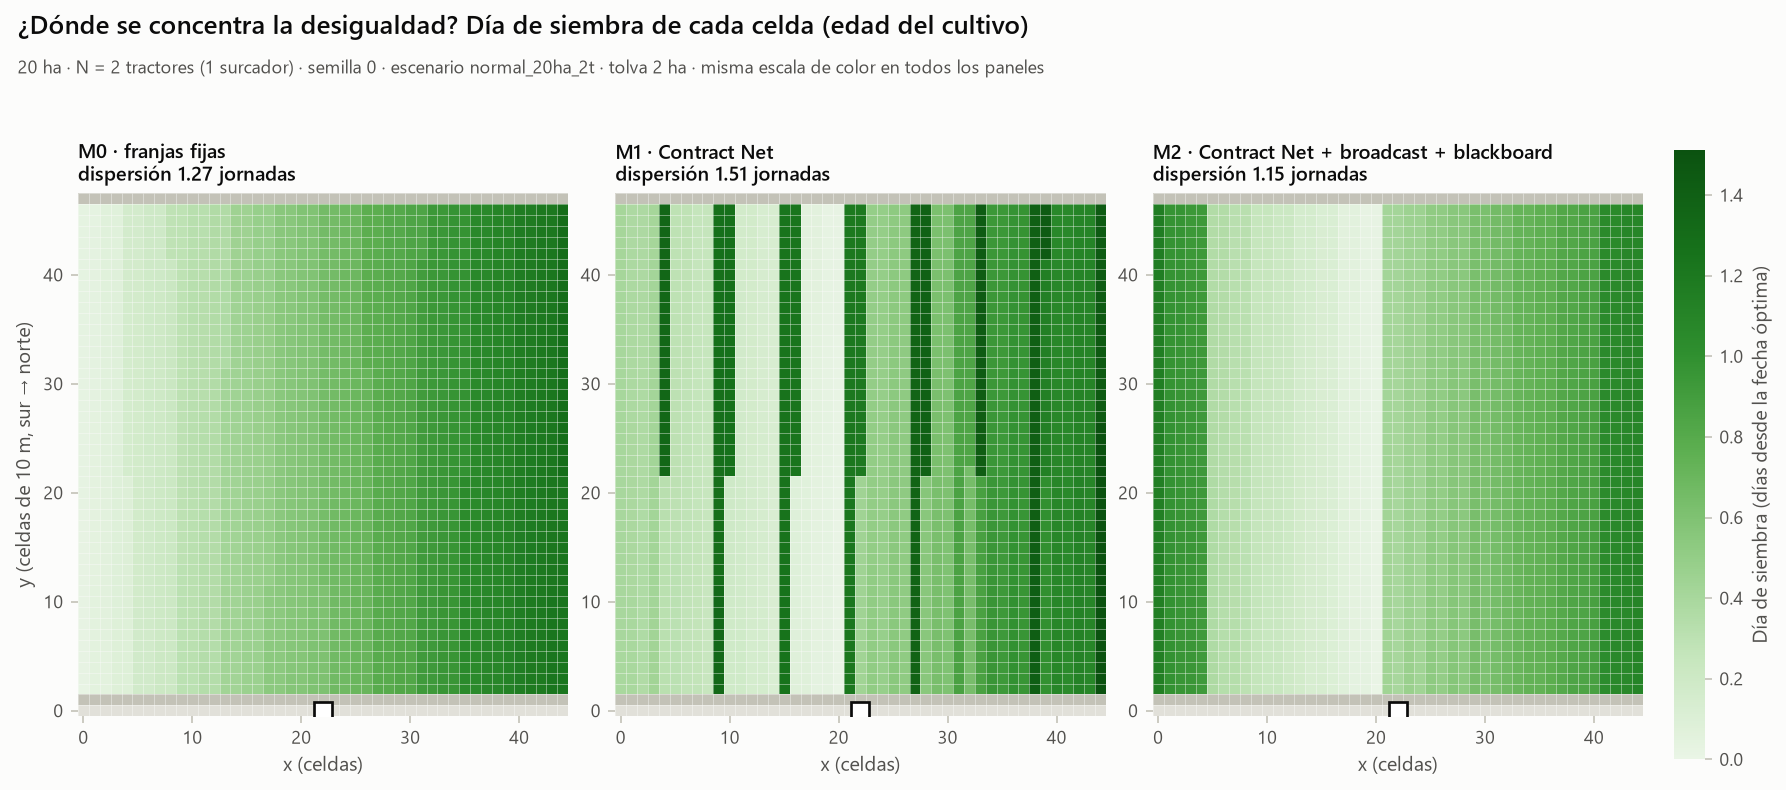 ¿Dónde se concentra la desigualdad? Día de siembra de cada celda (edad del cultivo)
20 ha · N = 2 tractores (1 surcador) · semilla 0 · escenario normal_20ha_2t · tolva 2 ha · misma escala de color en todos los paneles
M0 · franjas fijas
dispersión 1.27 jornadas
y (celdas de 10 m, sur → norte)
40
30
20
10
0
0 10 20 30 40
x (celdas)
M1 · Contract Net
dispersión 1.51 jornadas
40
30
20
10
0
0 10 20 30 40
x (celdas)
M2 · Contract Net + broadcast + blackboard
dispersión 1.15 jornadas
40
30
20
10
0
0 10 20 30 40
x (celdas)
1.4
1.2
1.0
0.8
0.6
0.4
0.2
0.0
Día de siembra (días desde la fecha óptima)